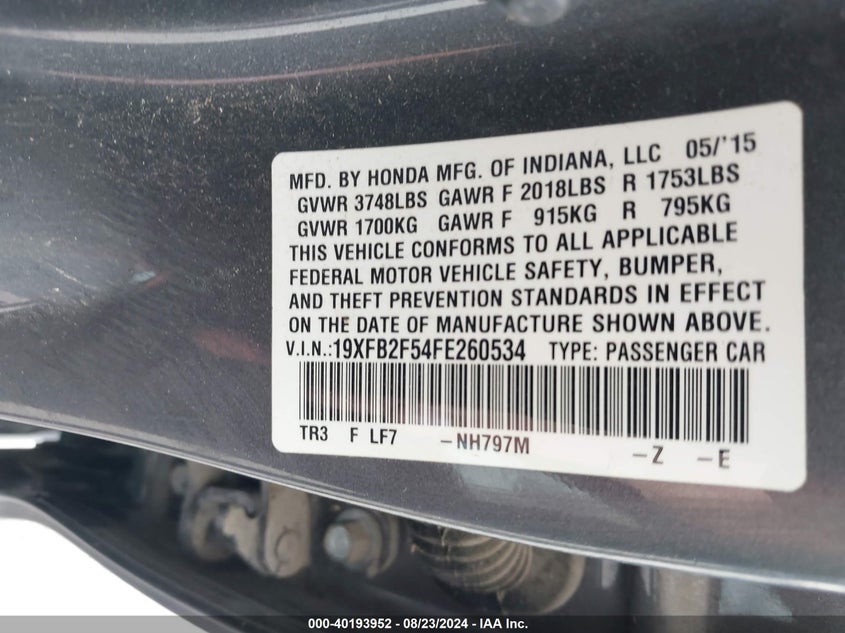 MFD. BY HONDA MFG. OF INDIANA, LLC 05/'15
GVWR 3748LBS GAWR F 2018LBS R 1753LBS
GVWR 1700KG GAWR F 915KG R 795KG
THIS VEHICLE CONFORMS TO ALL APPLICABLE
FEDERAL MOTOR VEHICLE SAFETY, BUMPER,
AND THEFT PREVENTION STANDARDS IN EFFECT
ON THE DATE OF MANUFACTURE SHOWN ABOVE.
V.I.N.:19XFB2F54FE260534 TYPE: PASSENGER CAR
TR3 F LF7 -NH797M -Z -E
000-40193952 - 08/23/2024 - IAA Inc.